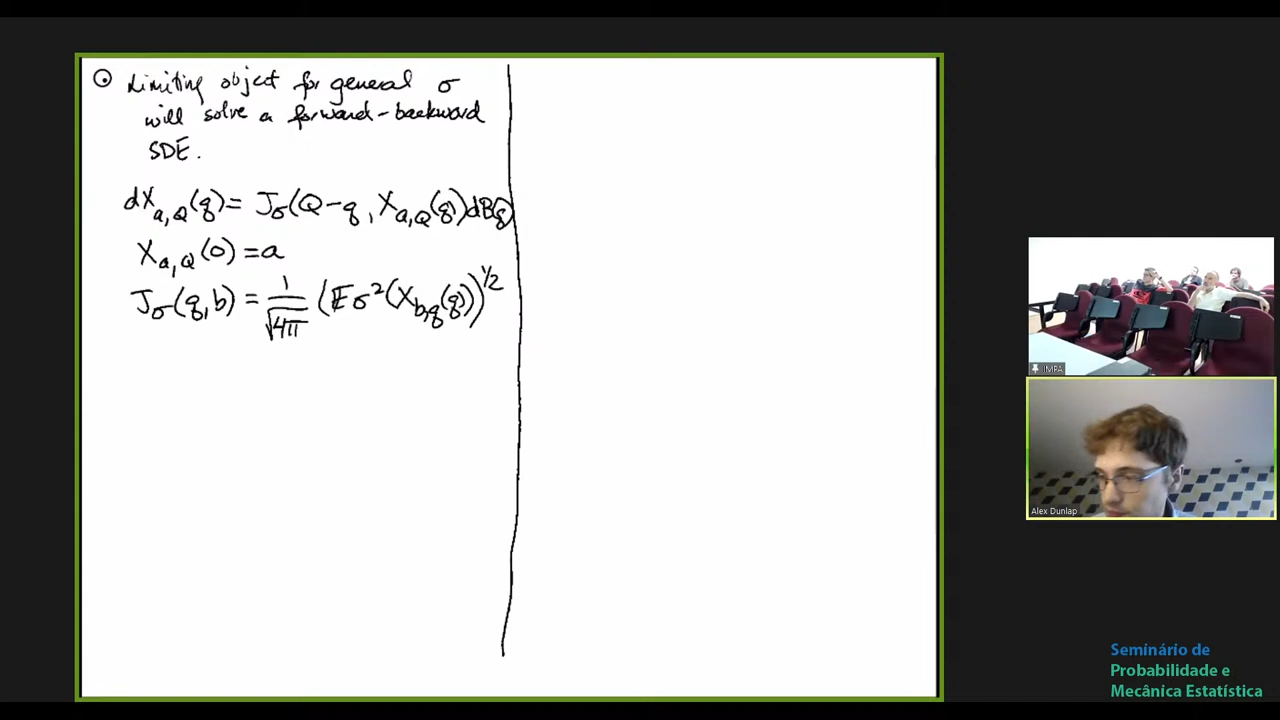 ⊙ Limiting object for general σ
will solve a forward-backward
SDE.
dX_{a,Q}(q) = J_σ(Q-q, X_{a,Q}(q))dB(q)
X_{a,Q}(0) = a
J_σ(q,b) = 1/√4π (𝔼σ²(X_{b,q}(q)))^{1/2}
IMPA
Alex Dunlap
Seminário de
Probabilidade e
Mecânica Estatística